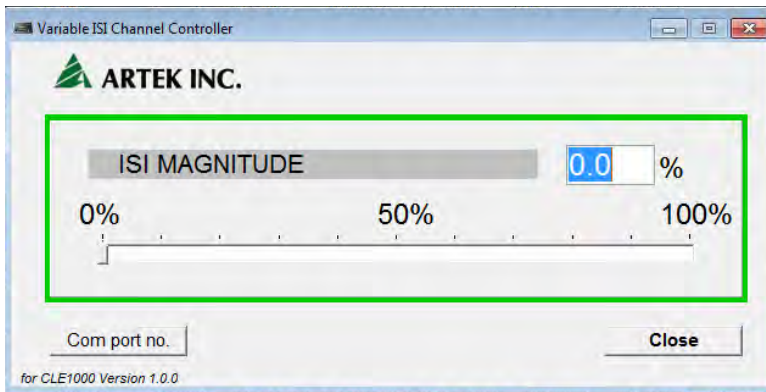 Variable ISI Channel Controller
ARTEK INC.
ISI MAGNITUDE 0.0 %
0% 50% 100%
Com port no. Close
for CLE1000 Version 1.0.0